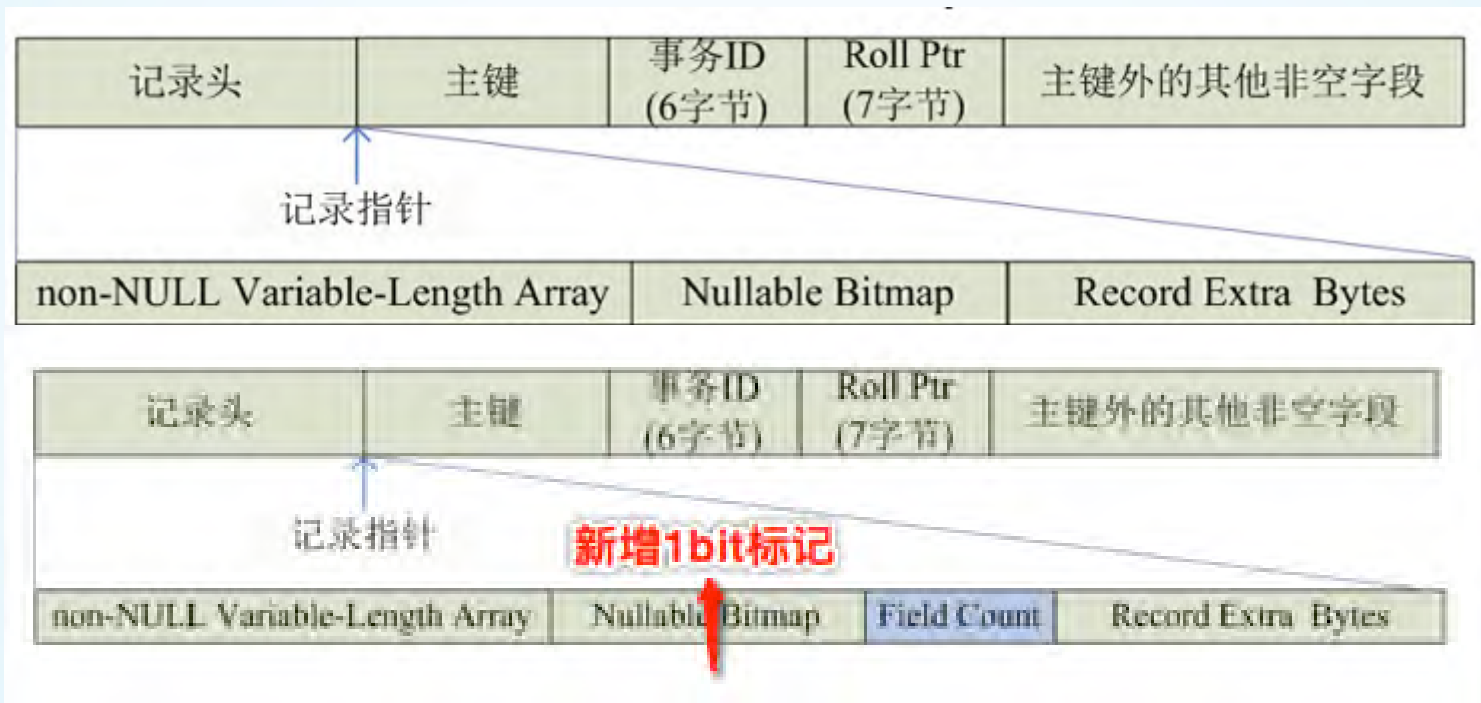 记录头
主键
事务ID
(6字节)
Roll Ptr
(7字节)
主键外的其他非空字段
记录指针
non-NULL Variable-Length Array
Nullable Bitmap
Record Extra Bytes
记录头
主键
事务ID
(6字节)
Roll Ptr
(7字节)
主键外的其他非空字段
记录指针
新增1bit标记
non-NULL Variable-Length Array
Nullable Bitmap
Field Count
Record Extra Bytes